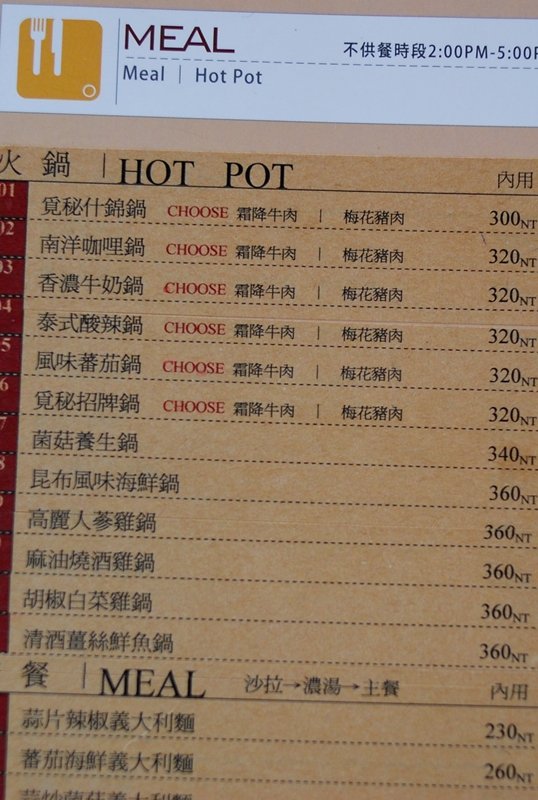 MEAL
不供餐時段2:00PM-5:00P
Meal | Hot Pot
火 鍋 | HOT POT 內用
01 覓秘什錦鍋 CHOOSE 霜降牛肉 | 梅花豬肉 300NT
02 南洋咖哩鍋 CHOOSE 霜降牛肉 | 梅花豬肉 320NT
03 香濃牛奶鍋 CHOOSE 霜降牛肉 | 梅花豬肉 320NT
04 泰式酸辣鍋 CHOOSE 霜降牛肉 | 梅花豬肉 320NT
5 風味蕃茄鍋 CHOOSE 霜降牛肉 | 梅花豬肉 320NT
6 覓秘招牌鍋 CHOOSE 霜降牛肉 | 梅花豬肉 320NT
7 菌菇養生鍋 340NT
8 昆布風味海鮮鍋 360NT
高麗人蔘雞鍋 360NT
麻油燒酒雞鍋 360NT
胡椒白菜雞鍋 360NT
清酒薑絲鮮魚鍋 360NT
餐 | MEAL 沙拉→濃湯→主餐 內用
蒜片辣椒義大利麵 230NT
蕃茄海鮮義大利麵 260NT